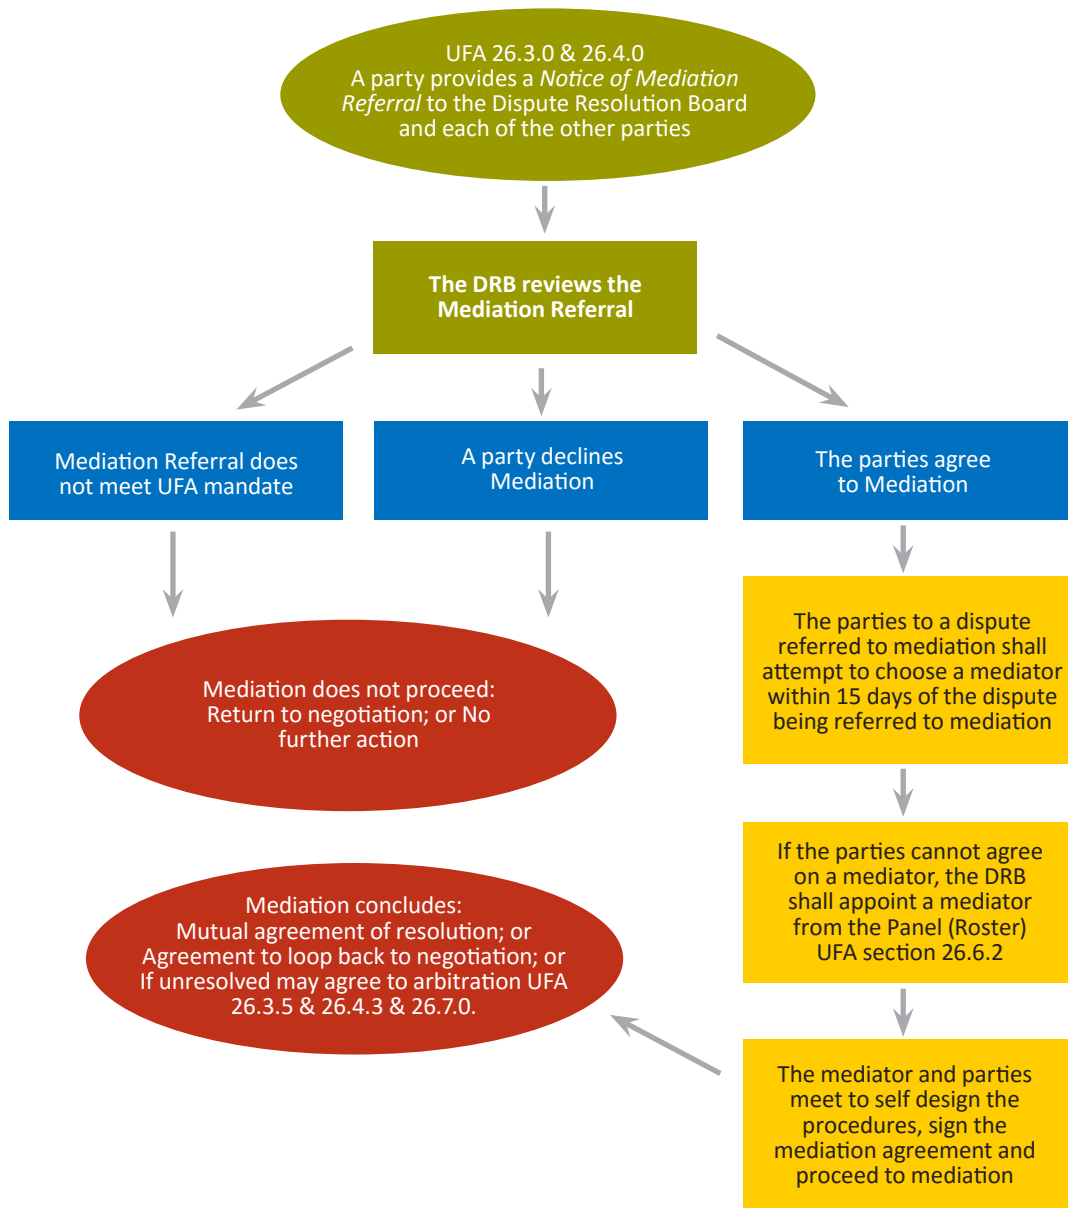 UFA 26.3.0 & 26.4.0
A party provides a Notice of Mediation
Referral to the Dispute Resolution Board
and each of the other parties
The DRB reviews the
Mediation Referral
Mediation Referral does
not meet UFA mandate
A party declines
Mediation
The parties agree
to Mediation
Mediation does not proceed:
Return to negotiation; or No
further action
The parties to a dispute
referred to mediation shall
attempt to choose a mediator
within 15 days of the dispute
being referred to mediation
If the parties cannot agree
on a mediator, the DRB
shall appoint a mediator
from the Panel (Roster)
UFA section 26.6.2
The mediator and parties
meet to self design the
procedures, sign the
mediation agreement and
proceed to mediation
Mediation concludes:
Mutual agreement of resolution; or
Agreement to loop back to negotiation; or
If unresolved may agree to arbitration UFA
26.3.5 & 26.4.3 & 26.7.0.